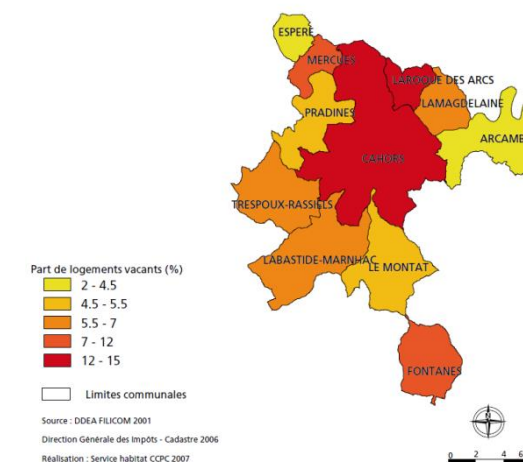 ESPERE
MERCUES
LAROQUE DES ARCS
LAMAGDELAINE
PRADINES
ARCAMB
CAHORS
TRESPOUX-RASSIELS
LABASTIDE-MARNHAC
LE MONTAT
FONTANES
Part de logements vacants (%)
2 - 4.5
4.5 - 5.5
5.5 - 7
7 - 12
12 - 15
Limites communales
Source : DDEA FILICOM 2001
Direction Générale des Impôts - Cadastre 2006
Réalisation : Service habitat CCPC 2007
0 2 4 6